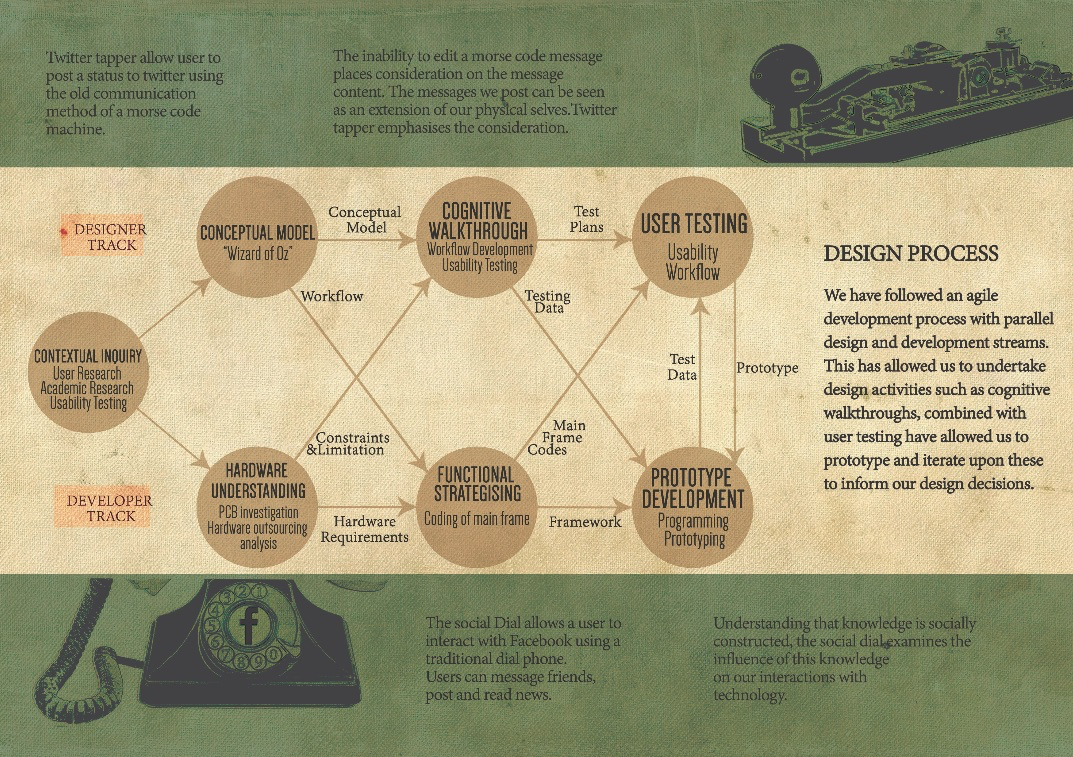 Twitter tapper allow user to
post a status to twitter using
the old communication
method of a morse code
machine.
The inability to edit a morse code message
places consideration on the message
content. The messages we post can be seen
as an extension of our physical selves.Twitter
tapper emphasises the consideration.
DESIGNER
TRACK
CONCEPTUAL MODEL
"Wizard of Oz"
Conceptual
Model
COGNITIVE
WALKTHROUGH
Workflow Development
Usability Testing
Test
Plans
USER TESTING
Usability
Workflow
Workflow
Testing
Data
CONTEXTUAL INQUIRY
User Research
Academic Research
Usability Testing
Test
Data
Prototype
Constraints
&Limitation
Main
Frame
Codes
DEVELOPER
TRACK
HARDWARE
UNDERSTANDING
PCB investigation
Hardware outsourcing
analysis
Hardware
Requirements
FUNCTIONAL
STRATEGISING
Coding of main frame
Framework
PROTOTYPE
DEVELOPMENT
Programming
Prototyping
DESIGN PROCESS
We have followed an agile
development process with parallel
design and development streams.
This has allowed us to undertake
design activities such as cognitive
walkthroughs, combined with
user testing have allowed us to
prototype and iterate upon these
to inform our design decisions.
1234567890
f
The social Dial allows a user to
interact with Facebook using a
traditional dial phone.
Users can message friends,
post and read news.
Understanding that knowledge is socially
constructed, the social dial examines the
influence of this knowledge
on our interactions with
technology.